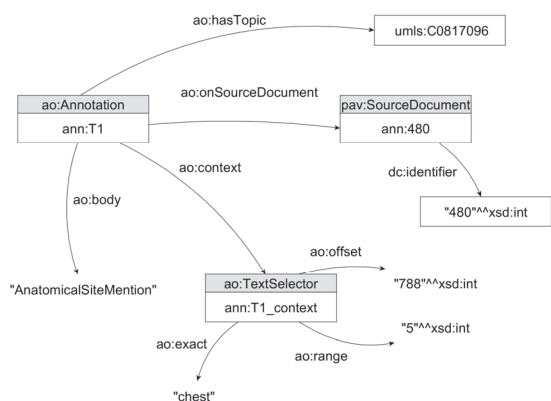 ao:hasTopic
umls:C0817096
ao:onSourceDocument
ao:Annotation
ann:T1
pav:SourceDocument
ann:480
ao:context
dc:identifier
ao:body
"480"^^xsd:int
ao:offset
"AnatomicalSiteMention"
ao:TextSelector
"788"^^xsd:int
ann:T1_context
"5"^^xsd:int
ao:exact
ao:range
"chest"